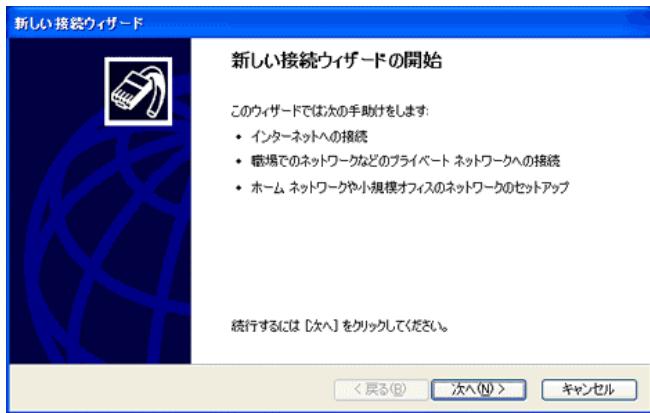 新しい接続ウィザード
新しい接続ウィザードの開始
このウィザードでは次の手助けをします:
• インターネットへの接続
• 職場でのネットワークなどのプライベート ネットワークへの接続
• ホーム ネットワークや小規模オフィスのネットワークのセットアップ
続行するには [次へ] をクリックしてください。
< 戻る(B)
次へ(N) >
キャンセル